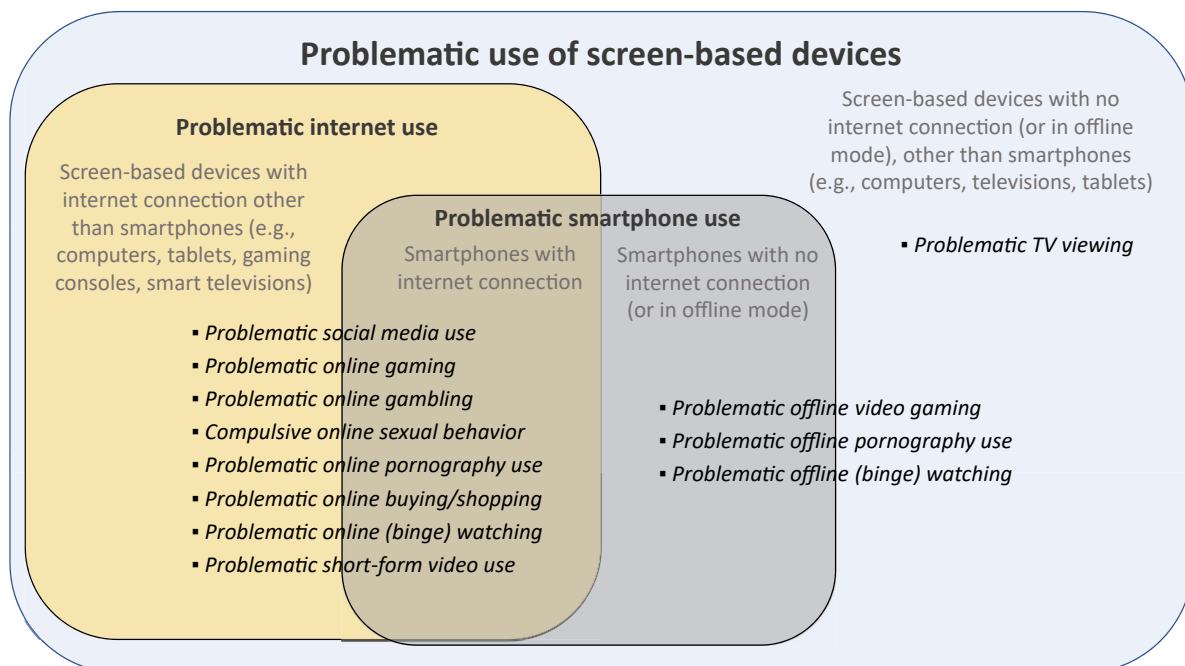 Problematic use of screen-based devices
Problematic internet use
Screen-based devices with
internet connection other
than smartphones (e.g.,
computers, tablets, gaming
consoles, smart televisions)
Problematic smartphone use
Smartphones with
internet connection
Smartphones with no
internet connection
(or in offline mode)
Screen-based devices with no
internet connection (or in offline
mode), other than smartphones
(e.g., computers, televisions, tablets)
▪ Problematic TV viewing
▪ Problematic social media use
▪ Problematic online gaming
▪ Problematic online gambling
▪ Compulsive online sexual behavior
▪ Problematic online pornography use
▪ Problematic online buying/shopping
▪ Problematic online (binge) watching
▪ Problematic short-form video use
▪ Problematic offline video gaming
▪ Problematic offline pornography use
▪ Problematic offline (binge) watching